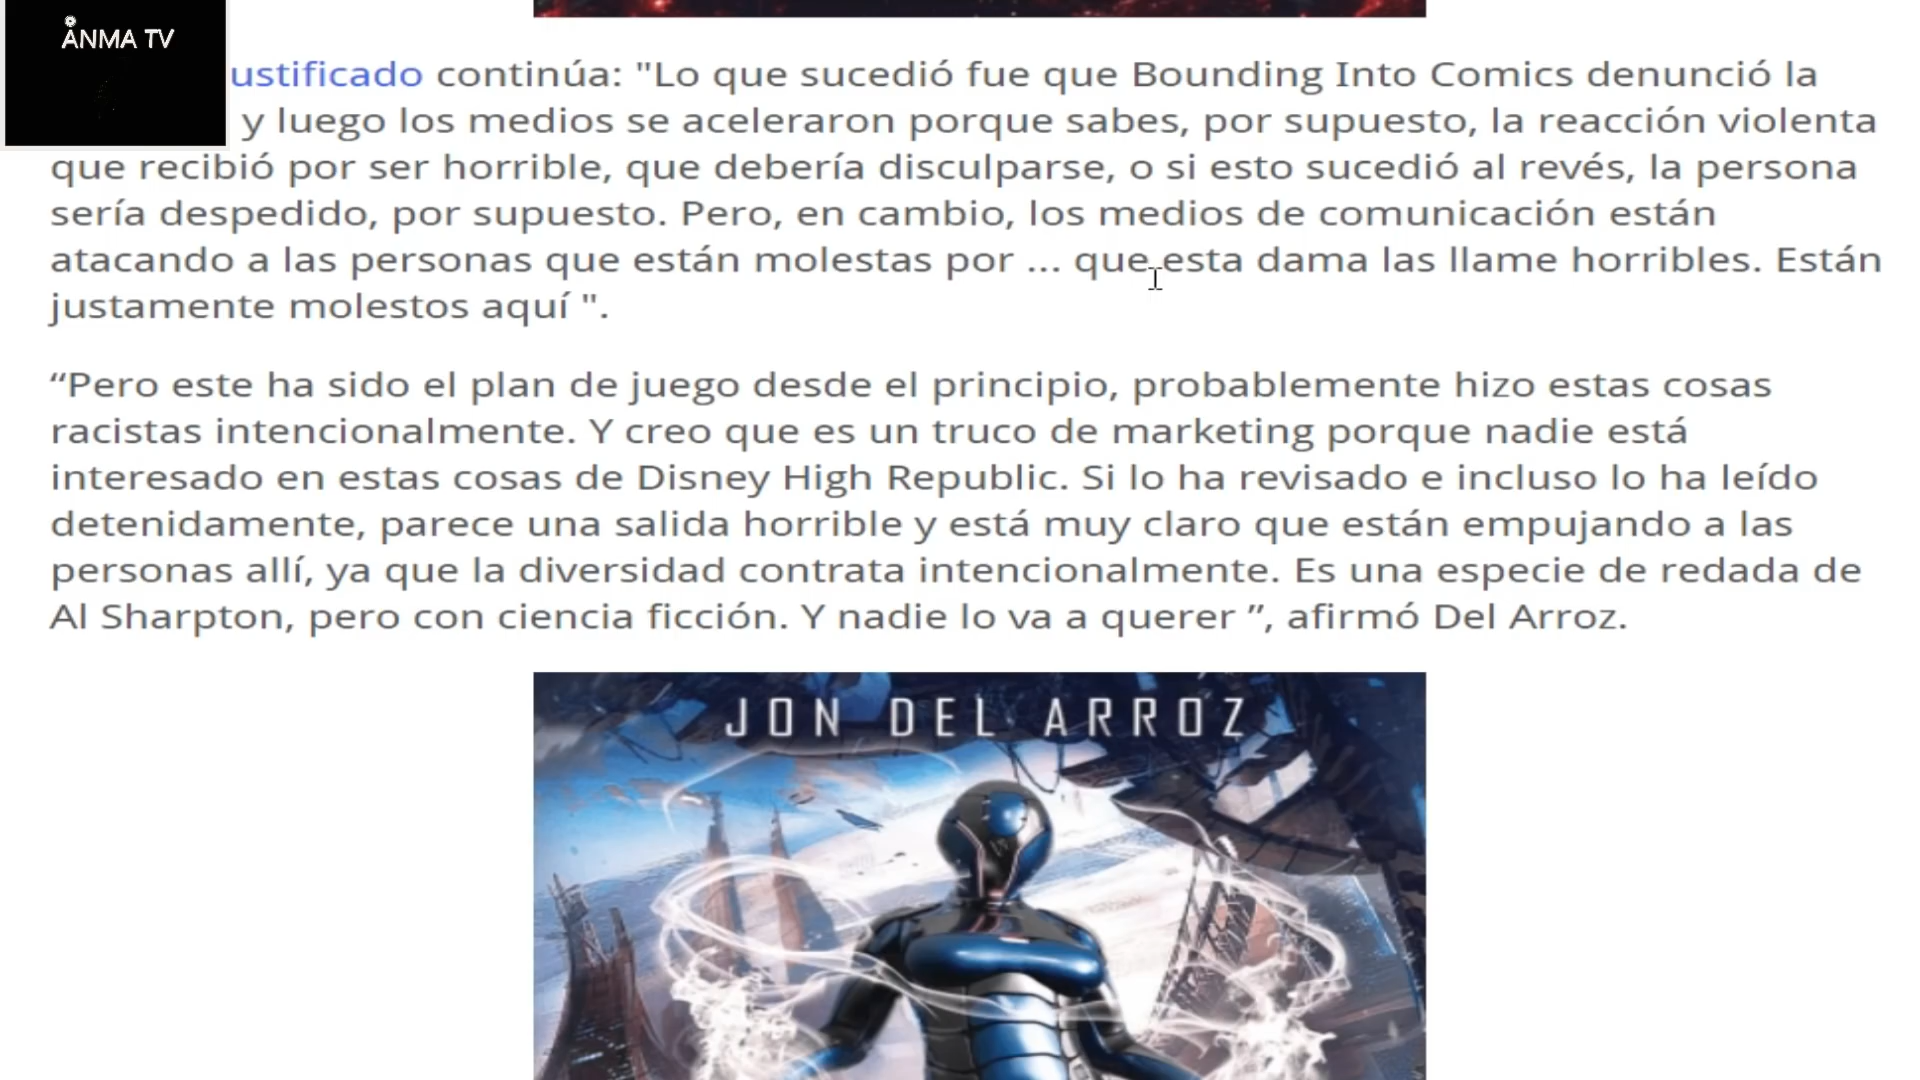 ÅNMA TV
ustificado continúa: "Lo que sucedió fue que Bounding Into Comics denunció la
y luego los medios se aceleraron porque sabes, por supuesto, la reacción violenta
que recibió por ser horrible, que debería disculparse, o si esto sucedió al revés, la persona
sería despedido, por supuesto. Pero, en cambio, los medios de comunicación están
atacando a las personas que están molestas por ... que esta dama las llame horribles. Están
justamente molestos aquí ".
“Pero este ha sido el plan de juego desde el principio, probablemente hizo estas cosas
racistas intencionalmente. Y creo que es un truco de marketing porque nadie está
interesado en estas cosas de Disney High Republic. Si lo ha revisado e incluso lo ha leído
detenidamente, parece una salida horrible y está muy claro que están empujando a las
personas allí, ya que la diversidad contrata intencionalmente. Es una especie de redada de
Al Sharpton, pero con ciencia ficción. Y nadie lo va a querer ”, afirmó Del Arroz.
JON DEL ARROZ